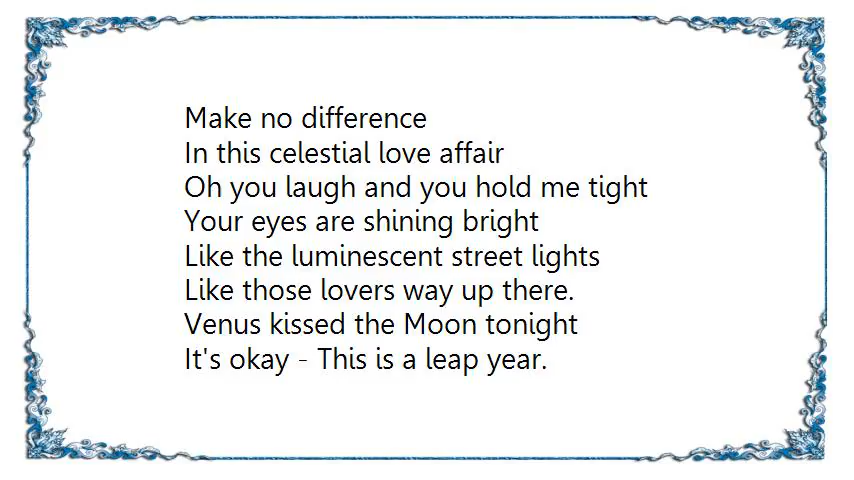 Make no difference
In this celestial love affair
Oh you laugh and you hold me tight
Your eyes are shining bright
Like the luminescent street lights
Like those lovers way up there.
Venus kissed the Moon tonight
It's okay - This is a leap year.